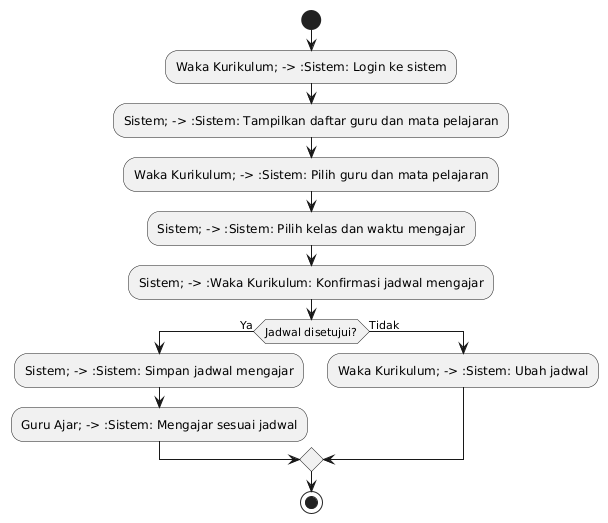 Waka Kurikulum; -> :Sistem: Login ke sistem
Sistem; -> :Sistem: Tampilkan daftar guru dan mata pelajaran
Waka Kurikulum; -> :Sistem: Pilih guru dan mata pelajaran
Sistem; -> :Sistem: Pilih kelas dan waktu mengajar
Sistem; -> :Waka Kurikulum: Konfirmasi jadwal mengajar
Ya
Jadwal disetujui?
Tidak
Sistem; -> :Sistem: Simpan jadwal mengajar
Waka Kurikulum; -> :Sistem: Ubah jadwal
Guru Ajar; -> :Sistem: Mengajar sesuai jadwal